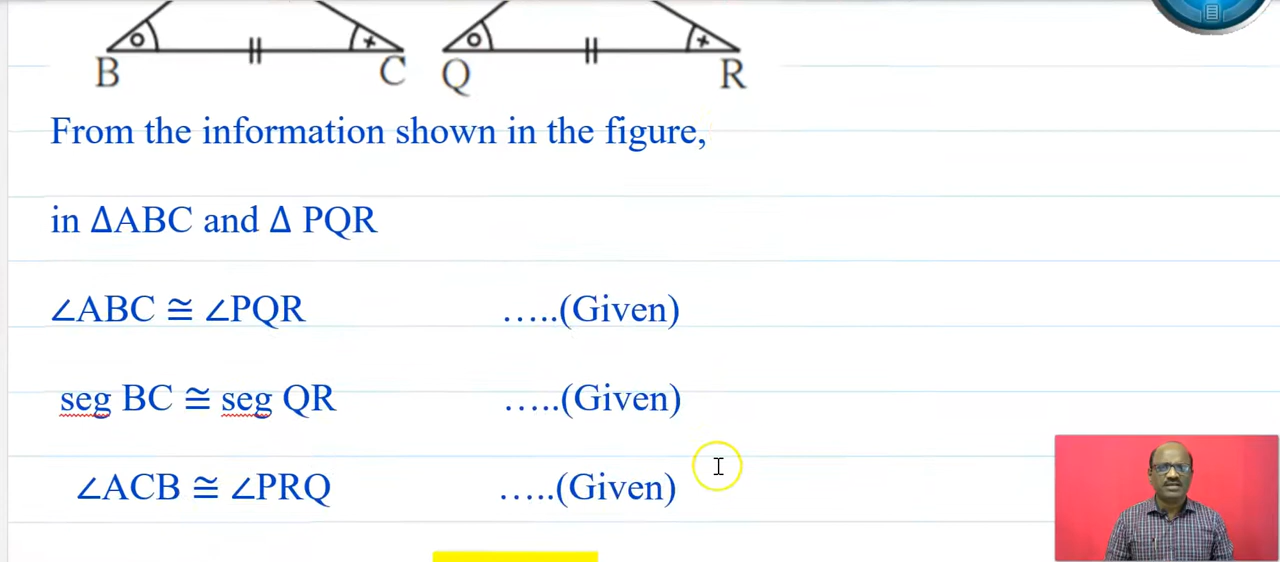 B C Q R
From the information shown in the figure,
in ΔABC and Δ PQR
∠ABC ≅ ∠PQR …..(Given)
seg BC ≅ seg QR …..(Given)
∠ACB ≅ ∠PRQ …..(Given)